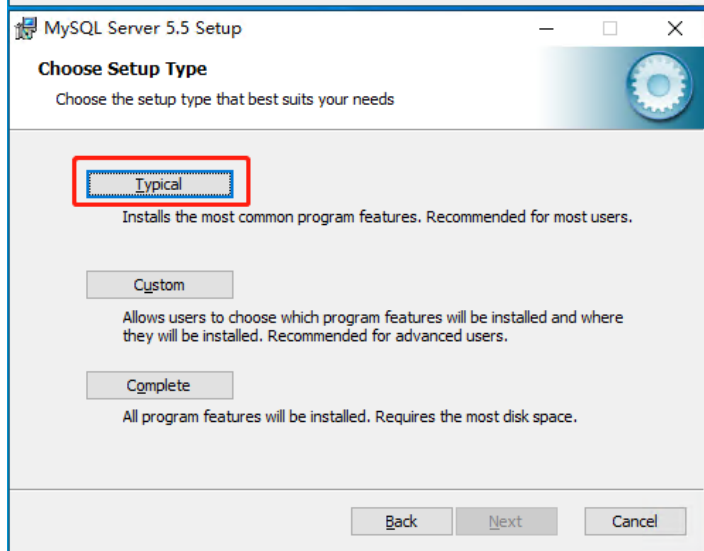 MySQL Server 5.5 Setup
Choose Setup Type
Choose the setup type that best suits your needs
Typical
Installs the most common program features. Recommended for most users.
Custom
Allows users to choose which program features will be installed and where
they will be installed. Recommended for advanced users.
Complete
All program features will be installed. Requires the most disk space.
Back
Next
Cancel